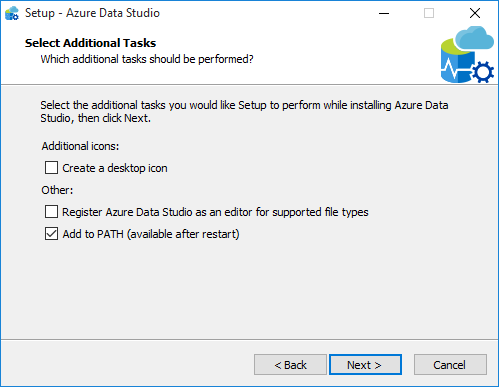 Setup - Azure Data Studio
Select Additional Tasks
Which additional tasks should be performed?
Select the additional tasks you would like Setup to perform while installing Azure Data
Studio, then click Next.
Additional icons:
Create a desktop icon
Other:
Register Azure Data Studio as an editor for supported file types
Add to PATH (available after restart)
< Back
Next >
Cancel